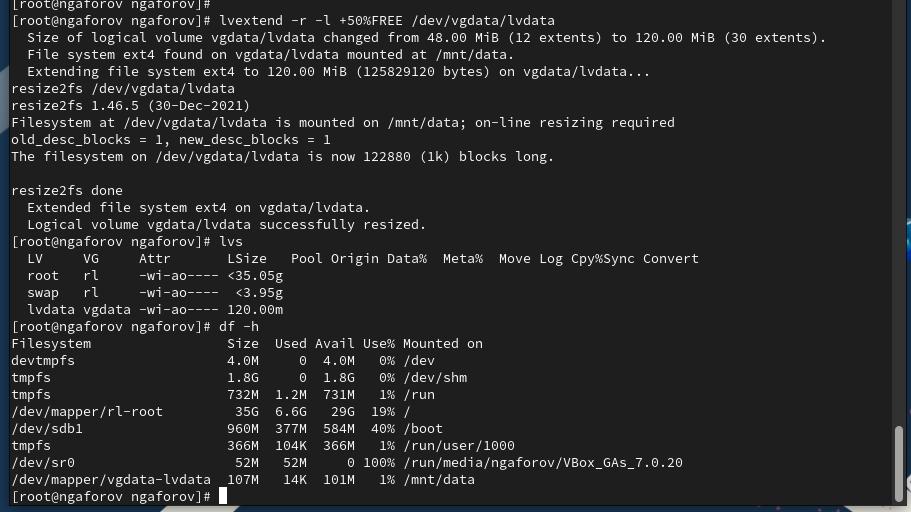 [root@ngaforov ngaforov]#
[root@ngaforov ngaforov]# lvextend -r -l +50%FREE /dev/vgdata/lvdata
  Size of logical volume vgdata/lvdata changed from 48.00 MiB (12 extents) to 120.00 MiB (30 extents).
  File system ext4 found on vgdata/lvdata mounted at /mnt/data.
  Extending file system ext4 to 120.00 MiB (125829120 bytes) on vgdata/lvdata...
resize2fs /dev/vgdata/lvdata
resize2fs 1.46.5 (30-Dec-2021)
Filesystem at /dev/vgdata/lvdata is mounted on /mnt/data; on-line resizing required
old_desc_blocks = 1, new_desc_blocks = 1
The filesystem on /dev/vgdata/lvdata is now 122880 (1k) blocks long.

resize2fs done
  Extended file system ext4 on vgdata/lvdata.
  Logical volume vgdata/lvdata successfully resized.
[root@ngaforov ngaforov]# lvs
  LV     VG     Attr       LSize   Pool Origin Data%  Meta%  Move Log Cpy%Sync Convert
  root   rl     -wi-ao---- <35.05g
  swap   rl     -wi-ao----  <3.95g
  lvdata vgdata -wi-ao---- 120.00m
[root@ngaforov ngaforov]# df -h
Filesystem                 Size  Used Avail Use% Mounted on
devtmpfs                   4.0M     0  4.0M   0% /dev
tmpfs                      1.8G     0  1.8G   0% /dev/shm
tmpfs                      732M  1.2M  731M   1% /run
/dev/mapper/rl-root         35G  6.6G   29G  19% /
/dev/sdb1                  960M  377M  584M  40% /boot
tmpfs                      366M  104K  366M   1% /run/user/1000
/dev/sr0                    52M   52M     0 100% /run/media/ngaforov/VBox_GAs_7.0.20
/dev/mapper/vgdata-lvdata  107M   14K  101M   1% /mnt/data
[root@ngaforov ngaforov]#